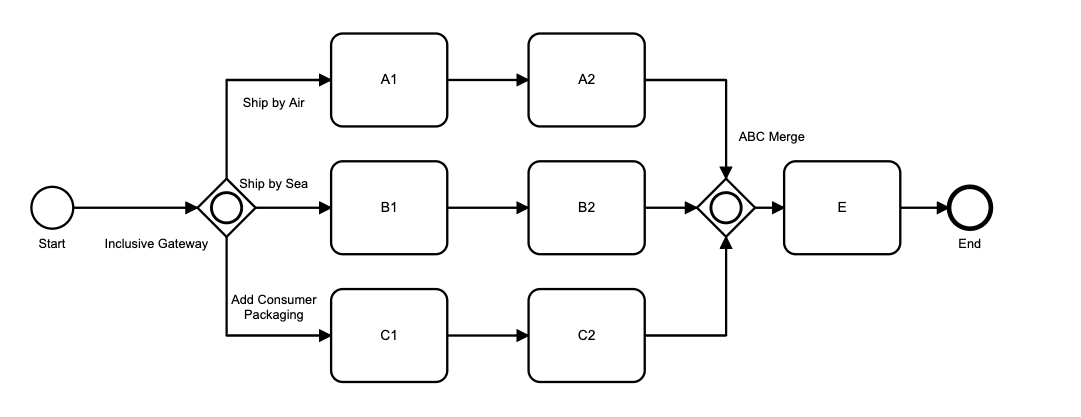 A1
A2
Ship by Air
ABC Merge
Ship by Sea
B1
B2
E
Start
Inclusive Gateway
End
Add Consumer
Packaging
C1
C2